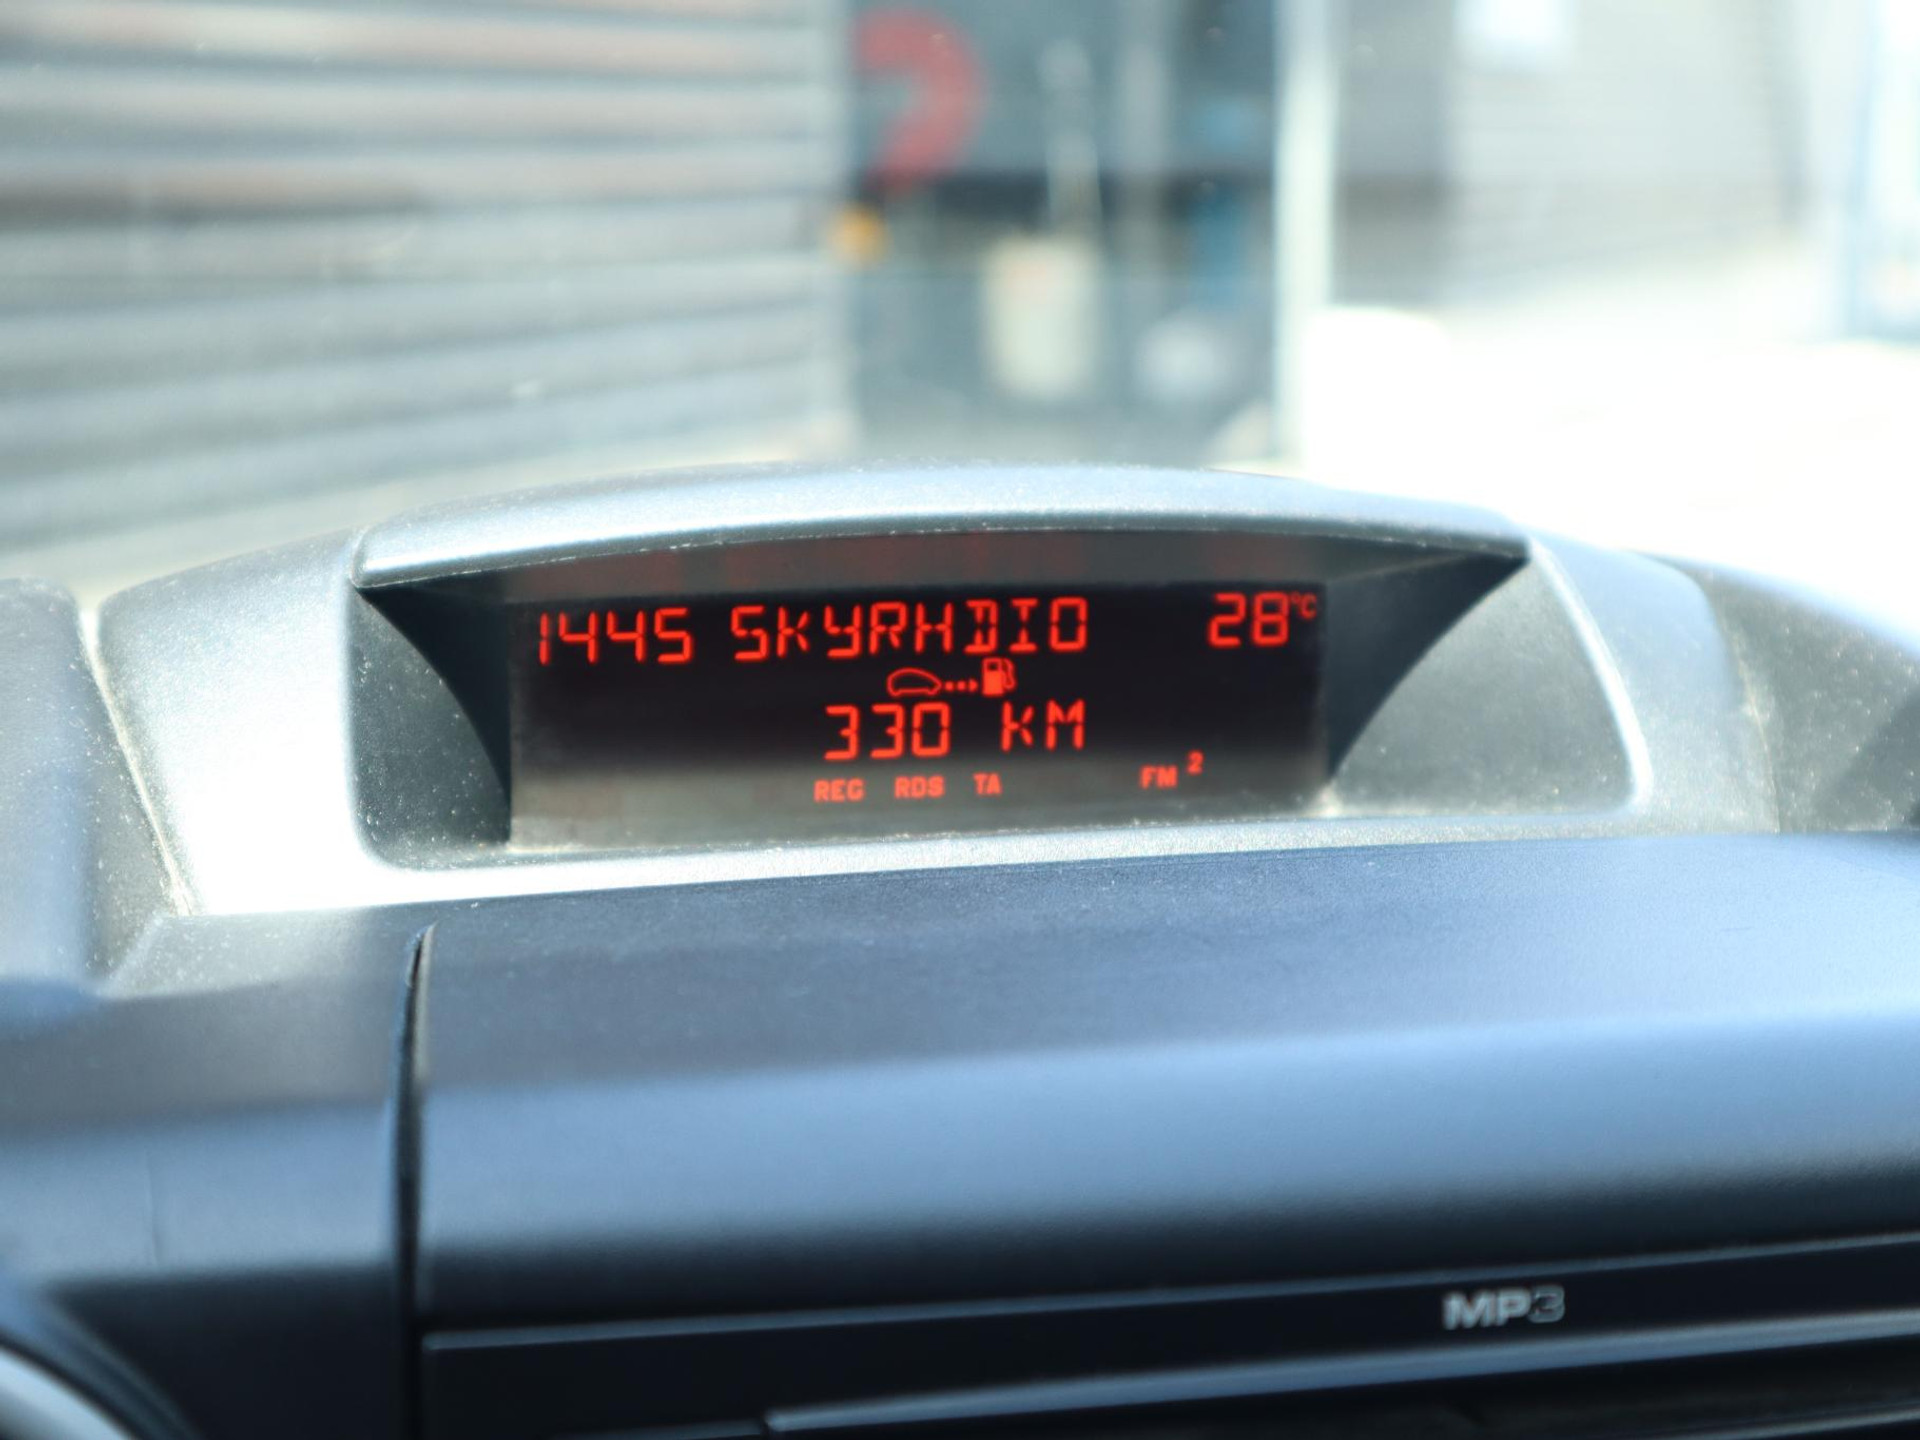 1445 SKYRADIO 28°C
330 KM
REG RDS TA FM 2
MP3